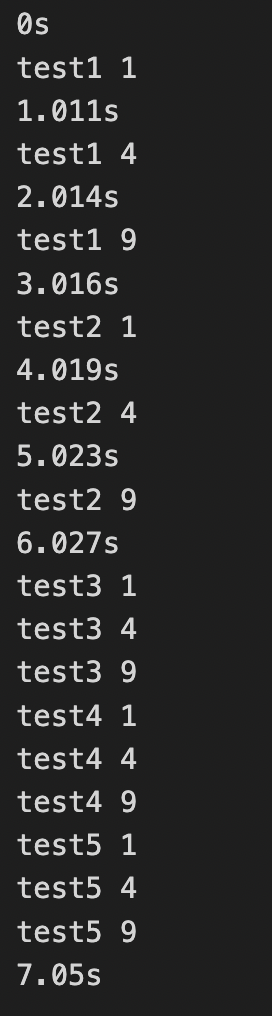 0s
test1 1
1.011s
test1 4
2.014s
test1 9
3.016s
test2 1
4.019s
test2 4
5.023s
test2 9
6.027s
test3 1
test3 4
test3 9
test4 1
test4 4
test4 9
test5 1
test5 4
test5 9
7.05s